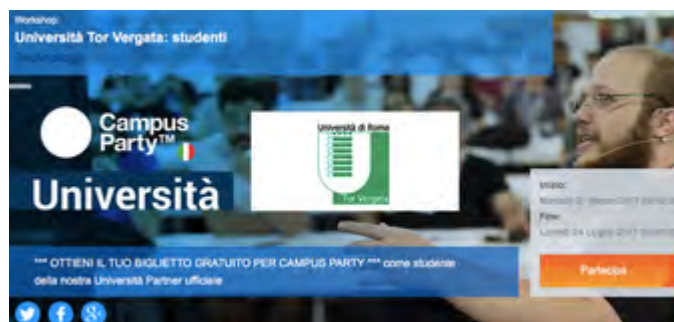 Workshop:
Università Tor Vergata: studenti
Campus
Party™
Università
Università di Roma
Tor Vergata
*** OTTIENI IL TUO BIGLIETTO GRATUITO PER CAMPUS PARTY *** come studente
della nostra Università Partner ufficiale
Inizio:
Fine:
Partecipa